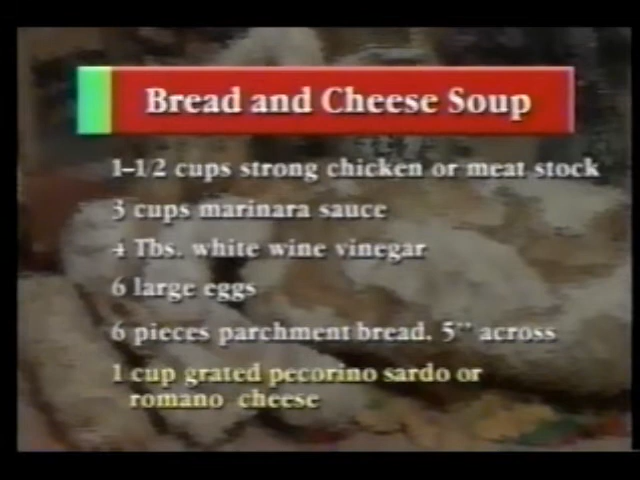 Bread and Cheese Soup
1-1/2 cups strong chicken or meat stock
3 cups marinara sauce
4 Tbs. white wine vinegar
6 large eggs
6 pieces parchment bread. 5" across
1 cup grated pecorino sardo or
romano cheese